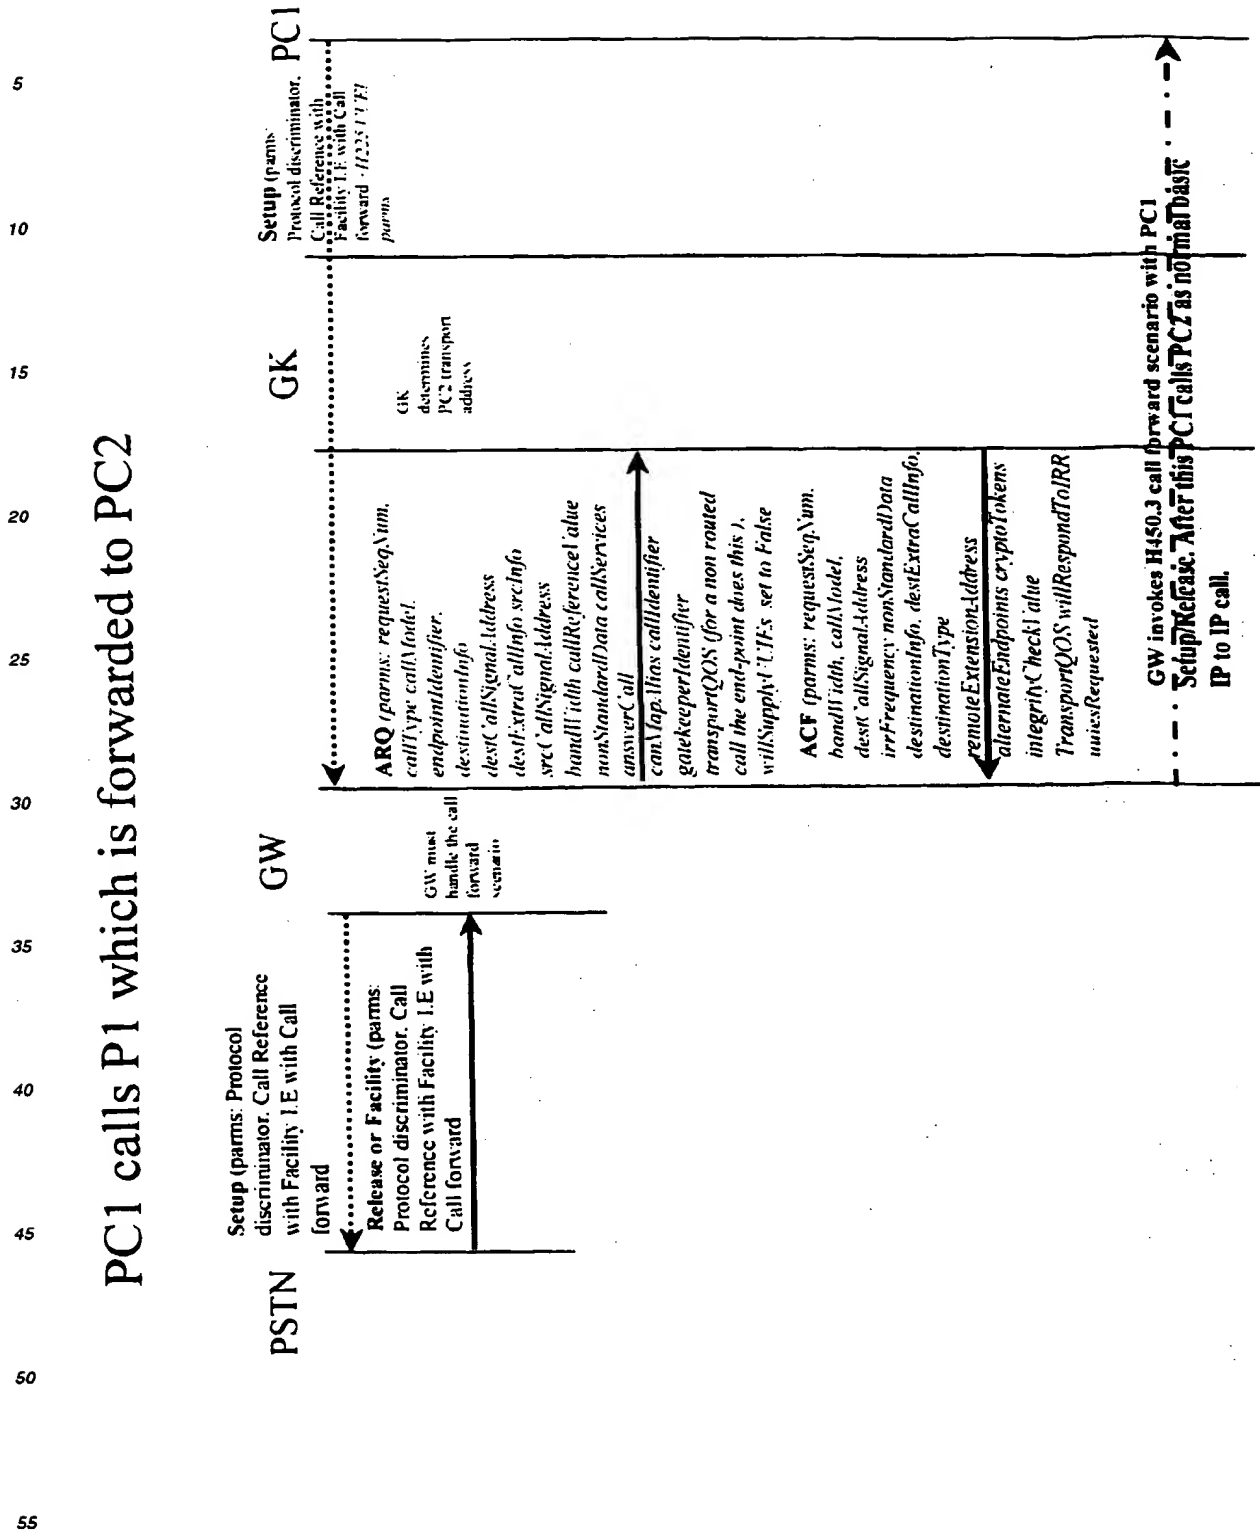 PC1 calls P1 which is forwarded to PC2
PSTN
GW
GK
PC1
Setup (parms: Protocol
discriminator. Call Reference
with Facility I.E with Call
forward
Release or Facility (parms:
Protocol discriminator. Call
Reference with Facility I.E with
Call forward
GW must
handle the call
forward
scenario
ARQ (parms: requestSeqNum,
callType callModel.
endpointIdentifier.
destinationInfo
destCallSignalAddress
destExtraCallInfo srcInfo
srcCallSignalAddress
bandWidth callReferenceValue
nonStandardData callServices
answerCall
canMapAlias callIdentifier
gatekeeperIdentifier
transportQOS (for a non routed
call the end-point does this ),
willSupplyUUIEs set to False
ACF (parms: requestSeqNum.
bandWidth, callModel,
destCallSignalAddress
irrFrequency nonStandardData
destinationInfo, destExtraCallInfo,
destinationType
remoteExtensionAddress
alternateEndpoints cryptoTokens
integrityCheckValue
TransportQOS willRespondToIRR
uuiesRequested
GK
determines
PC2 transport
address
Setup (parms:
Protocol discriminator.
Call Reference with
Facility I.E with Call
forward
parms
GW invokes H450.3 call forward scenario with PC1
Setup/Release. After this PC1 calls PC2 as normal basic
IP to IP call.
5
10
15
20
25
30
35
40
45
50
55